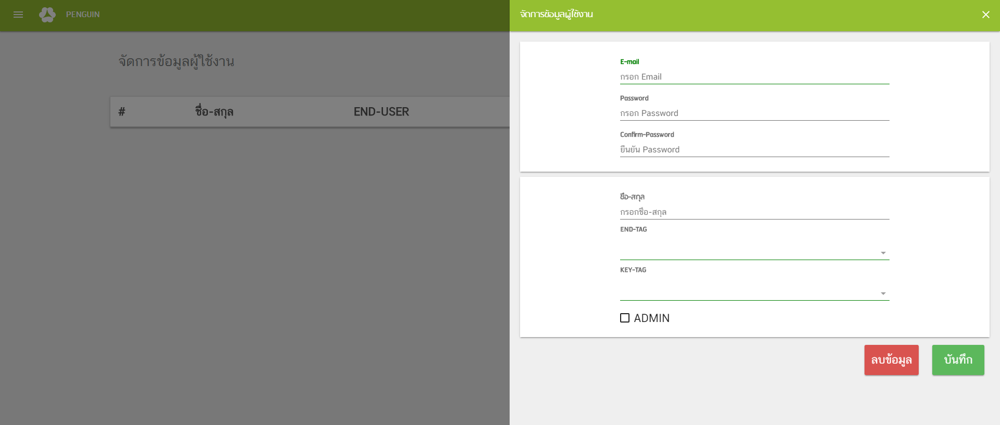 PENGUIN
จัดการข้อมูลผู้ใช้งาน
# ชื่อ-สกุล END-USER
จัดการข้อมูลผู้ใช้งาน
E-mail
กรอก Email
Password
กรอก Password
Confirm-Password
ยืนยัน Password
ชื่อ-สกุล
กรอกชื่อ-สกุล
END-TAG
KEY-TAG
ADMIN
ลบข้อมูล บันทึก